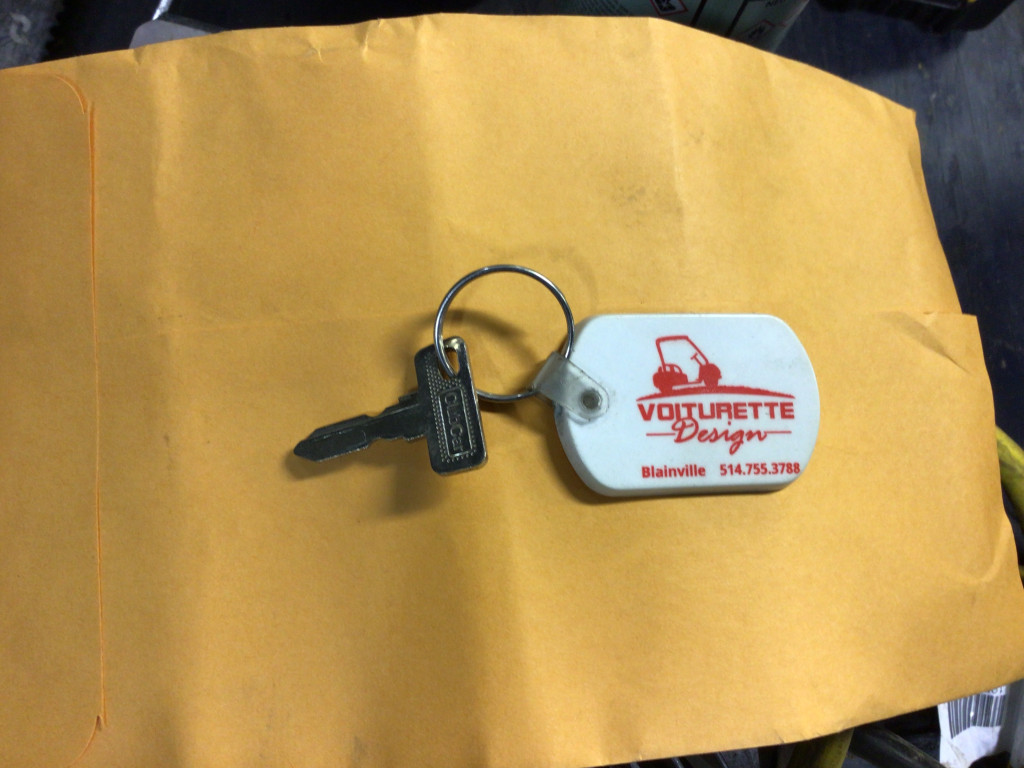 VOITURETTE
Design
Blainville 514.755.3788